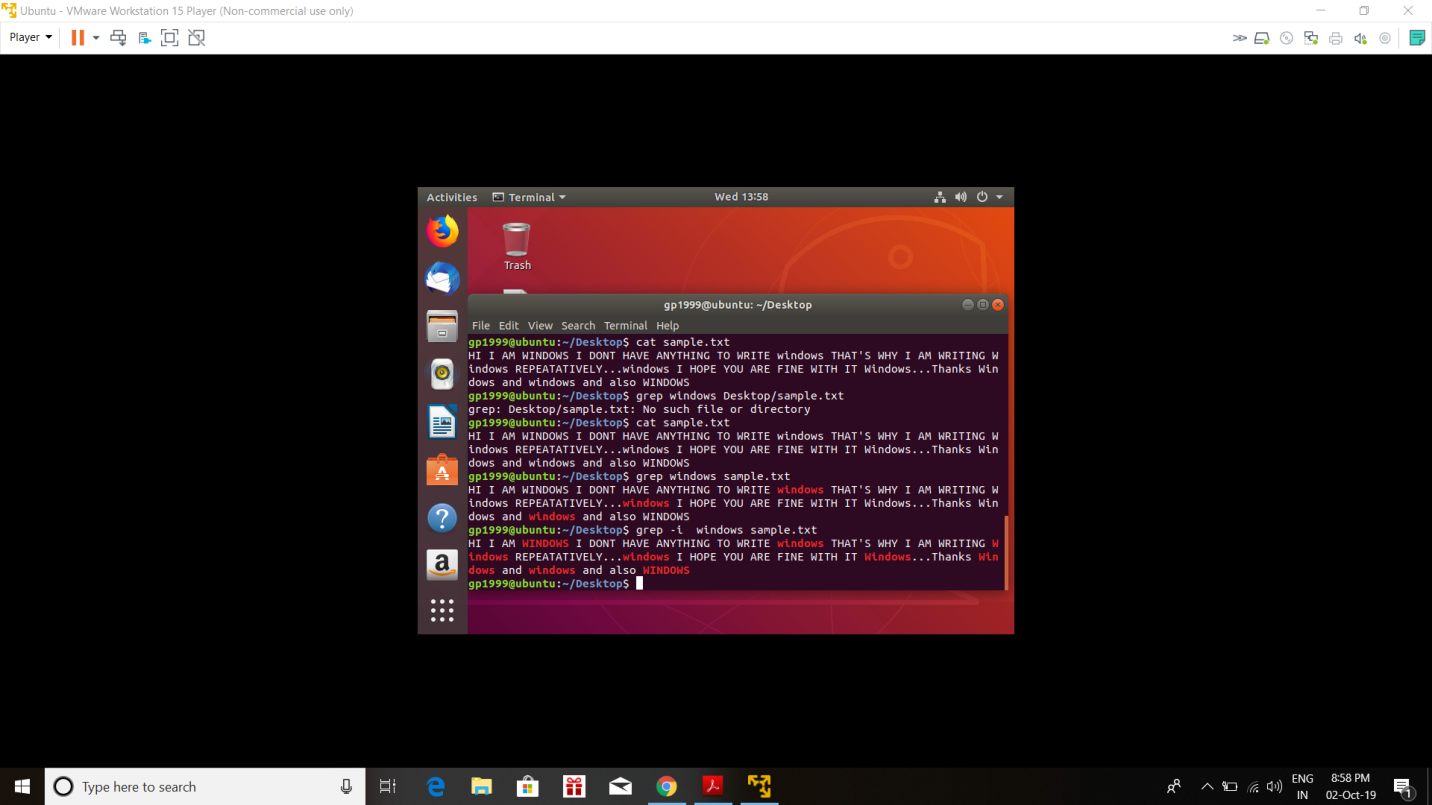 Ubuntu - VMware Workstation 15 Player (Non-commercial use only)
Player
Activities Terminal Wed 13:58
Trash
gp1999@ubuntu: ~/Desktop
File Edit View Search Terminal Help
gp1999@ubuntu:~/Desktop$ cat sample.txt
HI I AM WINDOWS I DONT HAVE ANYTHING TO WRITE windows THAT'S WHY I AM WRITING W
indows REPEATATIVELY...windows I HOPE YOU ARE FINE WITH IT Windows...Thanks Win
dows and windows and also WINDOWS
gp1999@ubuntu:~/Desktop$ grep windows Desktop/sample.txt
grep: Desktop/sample.txt: No such file or directory
gp1999@ubuntu:~/Desktop$ cat sample.txt
HI I AM WINDOWS I DONT HAVE ANYTHING TO WRITE windows THAT'S WHY I AM WRITING W
indows REPEATATIVELY...windows I HOPE YOU ARE FINE WITH IT Windows...Thanks Win
dows and windows and also WINDOWS
gp1999@ubuntu:~/Desktop$ grep windows sample.txt
HI I AM WINDOWS I DONT HAVE ANYTHING TO WRITE windows THAT'S WHY I AM WRITING W
indows REPEATATIVELY...windows I HOPE YOU ARE FINE WITH IT Windows...Thanks Win
dows and windows and also WINDOWS
gp1999@ubuntu:~/Desktop$ grep -i  windows sample.txt
HI I AM WINDOWS I DONT HAVE ANYTHING TO WRITE windows THAT'S WHY I AM WRITING W
indows REPEATATIVELY...windows I HOPE YOU ARE FINE WITH IT Windows...Thanks Win
dows and windows and also WINDOWS
gp1999@ubuntu:~/Desktop$
Type here to search
ENG 8:58 PM
IN 02-Oct-19 1